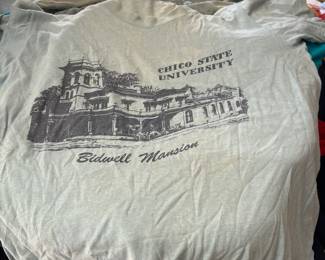 CHICO STATE
UNIVERSITY
Bidwell Mansion